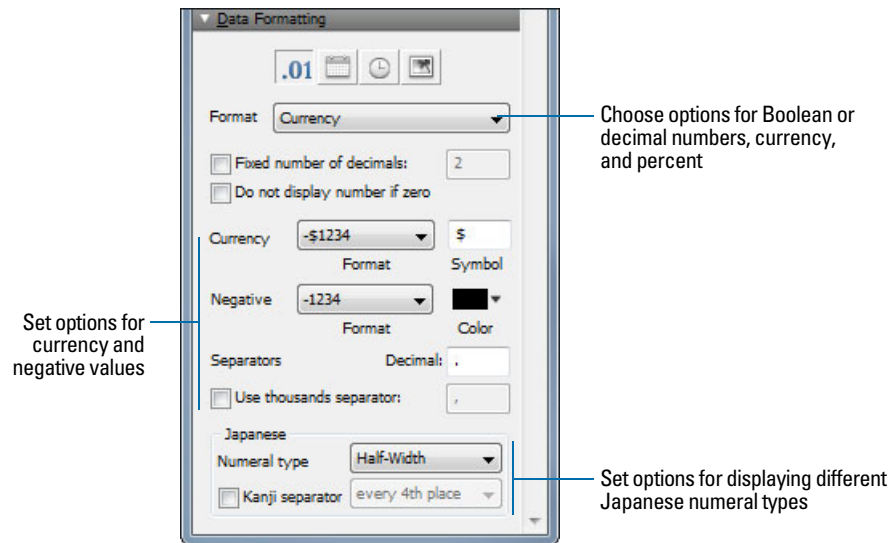 Data Formatting
.01
Format Currency
Choose options for Boolean or
decimal numbers, currency,
and percent
Fixed number of decimals: 2
Do not display number if zero
Currency -$1234 $
Format Symbol
Negative -1234
Format Color
Set options for
currency and
negative values
Separators Decimal: .
Use thousands separator: ,
Japanese
Numeral type Half-Width
Kanji separator every 4th place
Set options for displaying different
Japanese numeral types